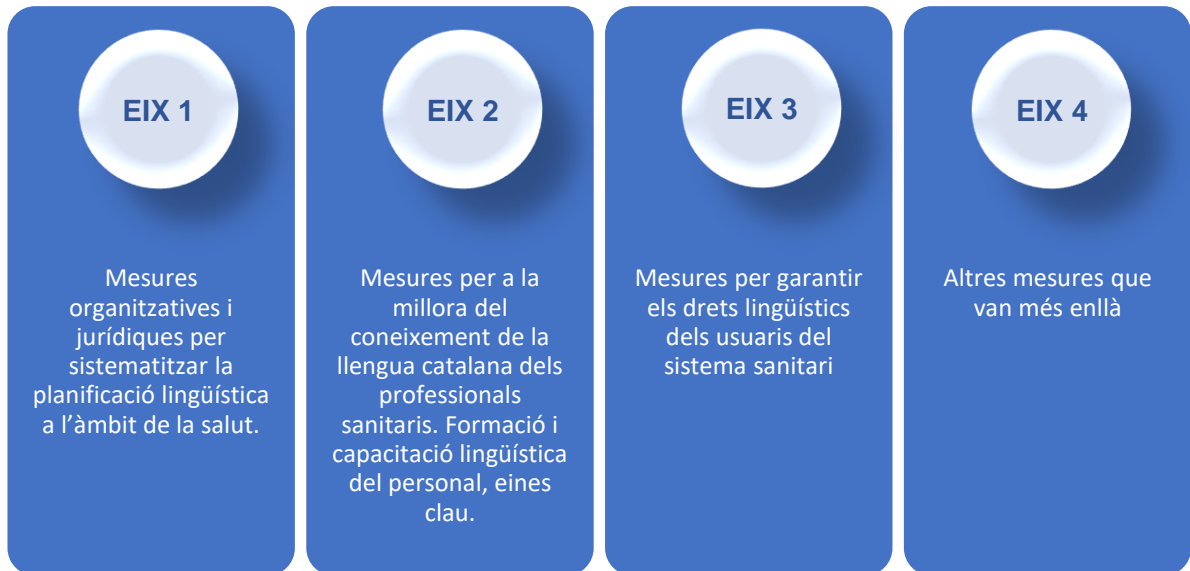 EIX 1
Mesures
organitzatives i
jurídiques per
sistematitzar la
planificació lingüística
a l'àmbit de la salut.
EIX 2
Mesures per a la
millora del
coneixement de la
llengua catalana dels
professionals
sanitaris. Formació i
capacitació lingüística
del personal, eines
clau.
EIX 3
Mesures per garantir
els drets lingüístics
dels usuaris del
sistema sanitari
EIX 4
Altres mesures que
van més enllà